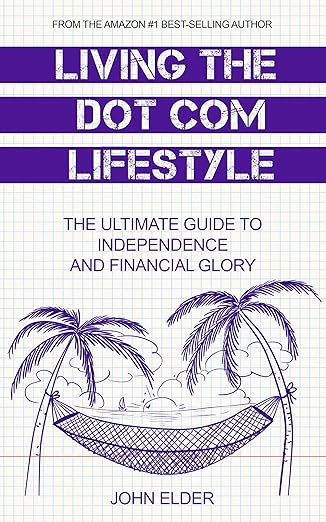 FROM THE AMAZON #1 BEST-SELLING AUTHOR
LIVING THE
DOT COM
LIFESTYLE
THE ULTIMATE GUIDE TO
INDEPENDENCE
AND FINANCIAL GLORY
JOHN ELDER